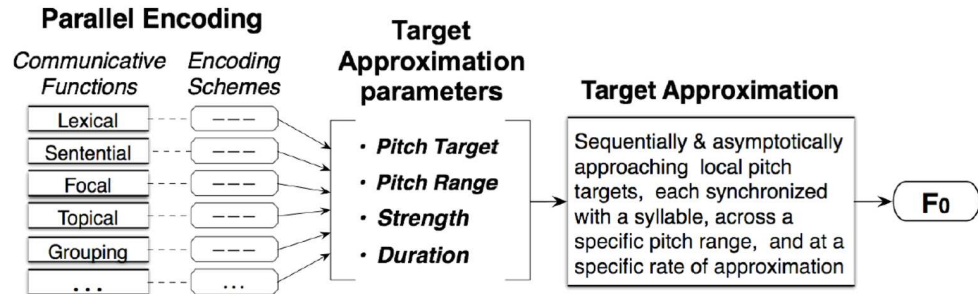 Parallel Encoding
Communicative Functions
Encoding Schemes
Lexical
---
Sentential
---
Focal
---
Topical
---
Grouping
---
...
...
Target
Approximation
parameters
• Pitch Target
• Pitch Range
• Strength
• Duration
Target Approximation
Sequentially & asymptotically
approaching local pitch
targets, each synchronized
with a syllable, across a
specific pitch range, and at a
specific rate of approximation
F0